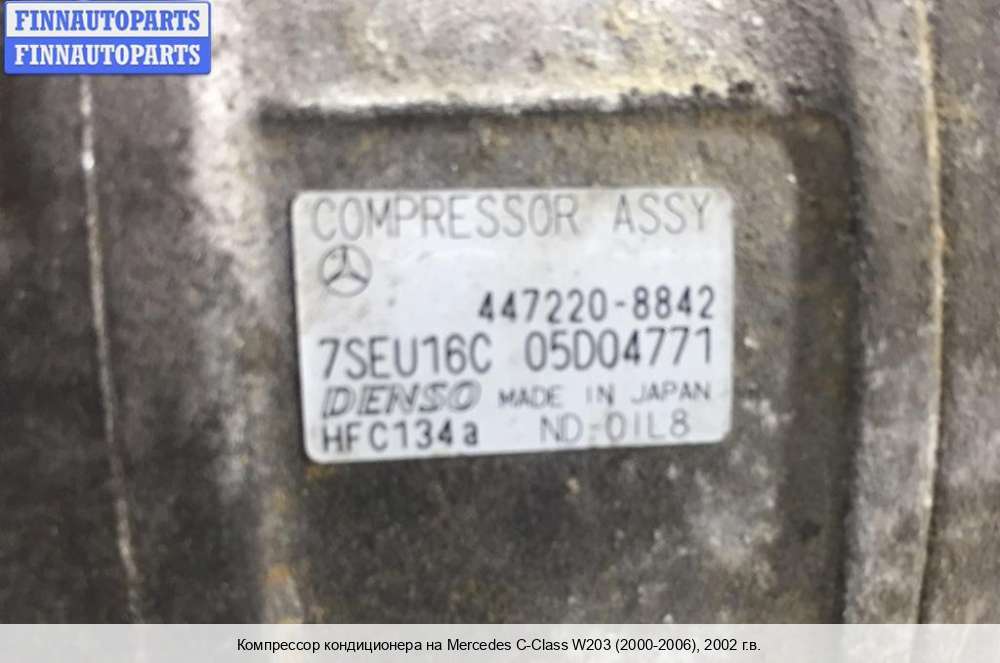 FINNAUTOPARTS
FINNAUTOPARTS
COMPRESSOR ASSY
447220-8842
7SEU16C 05D04771
DENSO MADE IN JAPAN
HFC134a ND-OIL8
Компрессор кондиционера на Mercedes C-Class W203 (2000-2006), 2002 г.в.